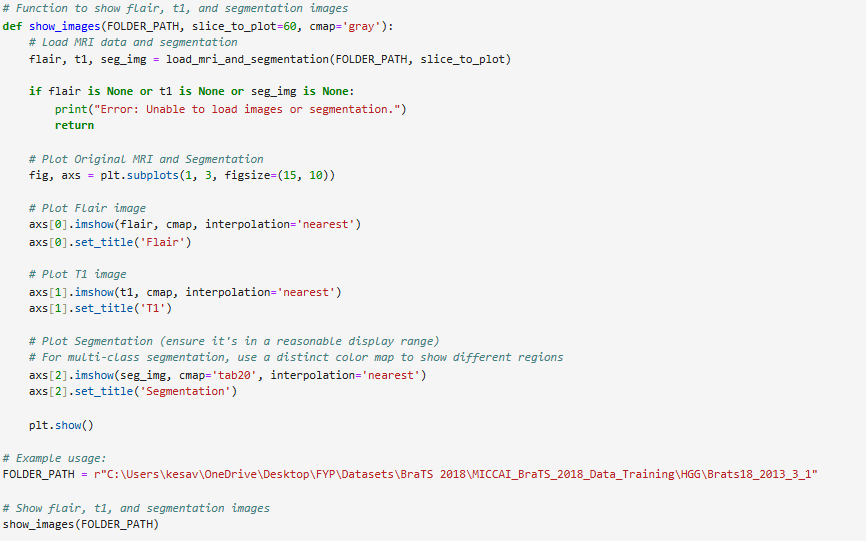 # Function to show flair, t1, and segmentation images
def show_images(FOLDER_PATH, slice_to_plot=60, cmap='gray'):
    # Load MRI data and segmentation
    flair, t1, seg_img = load_mri_and_segmentation(FOLDER_PATH, slice_to_plot)

    if flair is None or t1 is None or seg_img is None:
        print("Error: Unable to load images or segmentation.")
        return

    # Plot Original MRI and Segmentation
    fig, axs = plt.subplots(1, 3, figsize=(15, 10))

    # Plot Flair image
    axs[0].imshow(flair, cmap, interpolation='nearest')
    axs[0].set_title('Flair')

    # Plot T1 image
    axs[1].imshow(t1, cmap, interpolation='nearest')
    axs[1].set_title('T1')

    # Plot Segmentation (ensure it's in a reasonable display range)
    # For multi-class segmentation, use a distinct color map to show different regions
    axs[2].imshow(seg_img, cmap='tab20', interpolation='nearest')
    axs[2].set_title('Segmentation')

    plt.show()

# Example usage:
FOLDER_PATH = r"C:\Users\kesav\OneDrive\Desktop\FYP\Datasets\BraTS 2018\MICCAI_BraTS_2018_Data_Training\HGG\Brats18_2013_3_1"

# Show flair, t1, and segmentation images
show_images(FOLDER_PATH)